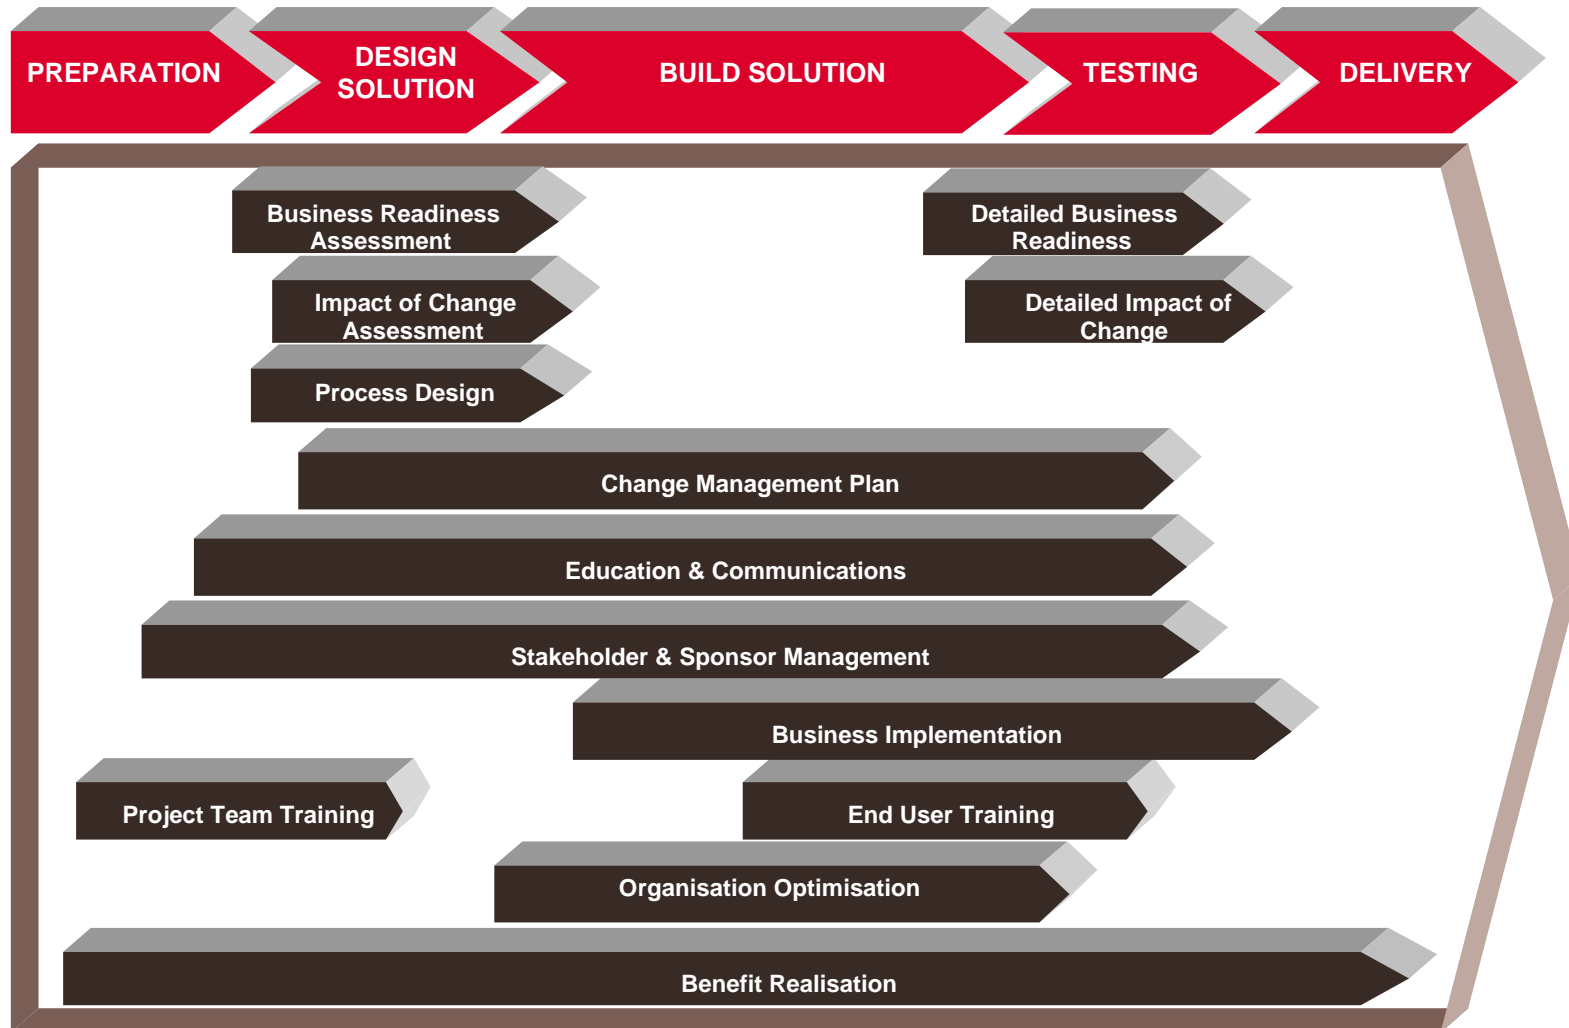 PREPARATION
DESIGN
SOLUTION
BUILD SOLUTION
TESTING
DELIVERY
Business Readiness
Assessment
Detailed Business
Readiness
Impact of Change
Assessment
Detailed Impact of
Change
Process Design
Change Management Plan
Education & Communications
Stakeholder & Sponsor Management
Business Implementation
Project Team Training
End User Training
Organisation Optimisation
Benefit Realisation